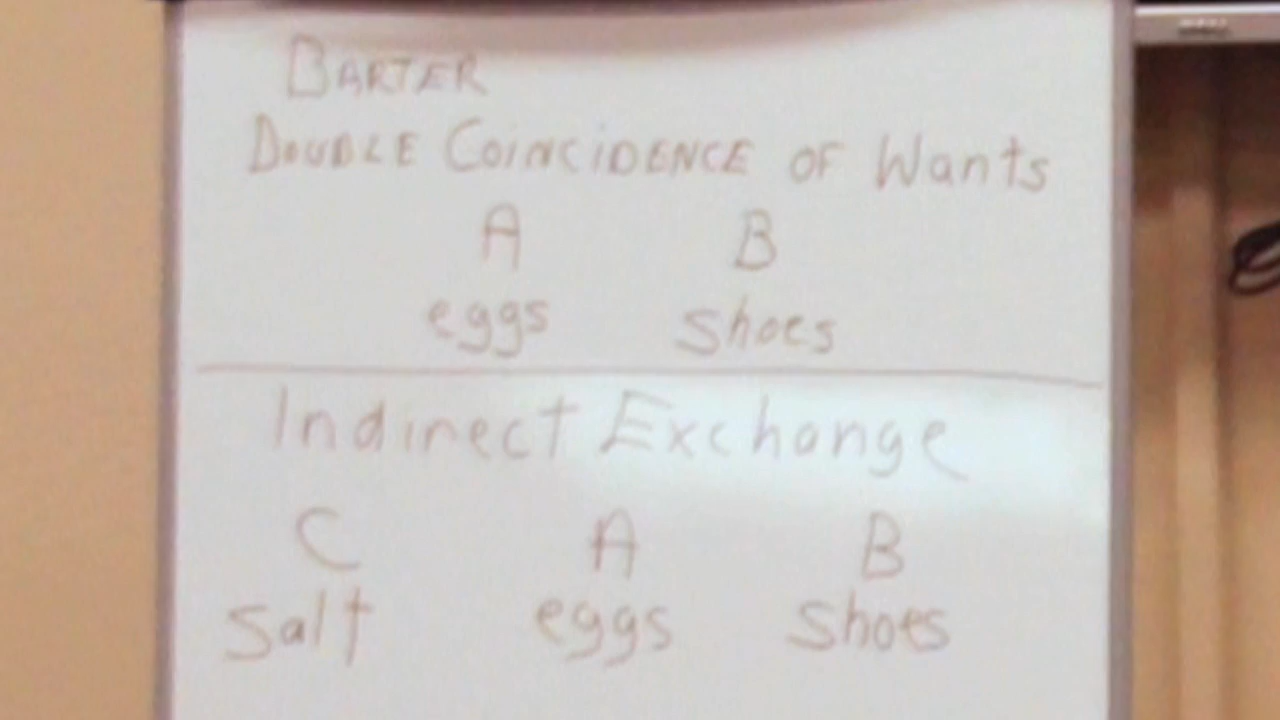 BARTER
DOUBLE COINCIDENCE OF Wants
A B
eggs shoes
Indirect Exchange
C A B
Salt eggs shoes